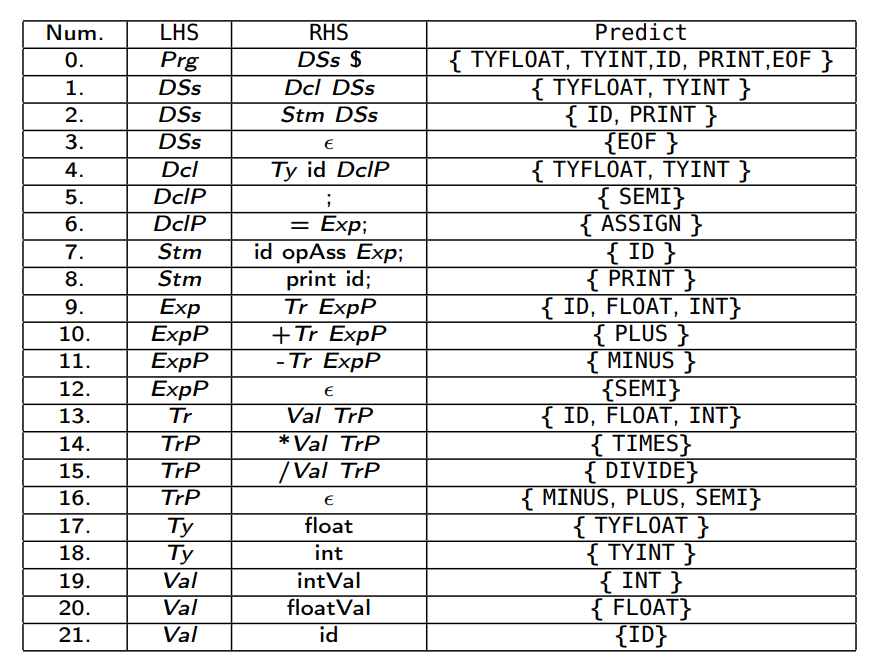 Num. LHS RHS Predict
0. Prg DSs $ { TYFLOAT, TYINT,ID, PRINT,EOF }
1. DSs Dcl DSs { TYFLOAT, TYINT }
2. DSs Stm DSs { ID, PRINT }
3. DSs ϵ {EOF }
4. Dcl Ty id DclP { TYFLOAT, TYINT }
5. DclP ; { SEMI}
6. DclP = Exp; { ASSIGN }
7. Stm id opAss Exp; { ID }
8. Stm print id; { PRINT }
9. Exp Tr ExpP { ID, FLOAT, INT}
10. ExpP +Tr ExpP { PLUS }
11. ExpP -Tr ExpP { MINUS }
12. ExpP ϵ {SEMI}
13. Tr Val TrP { ID, FLOAT, INT}
14. TrP *Val TrP { TIMES}
15. TrP /Val TrP { DIVIDE}
16. TrP ϵ { MINUS, PLUS, SEMI}
17. Ty float { TYFLOAT }
18. Ty int { TYINT }
19. Val intVal { INT }
20. Val floatVal { FLOAT}
21. Val id {ID}